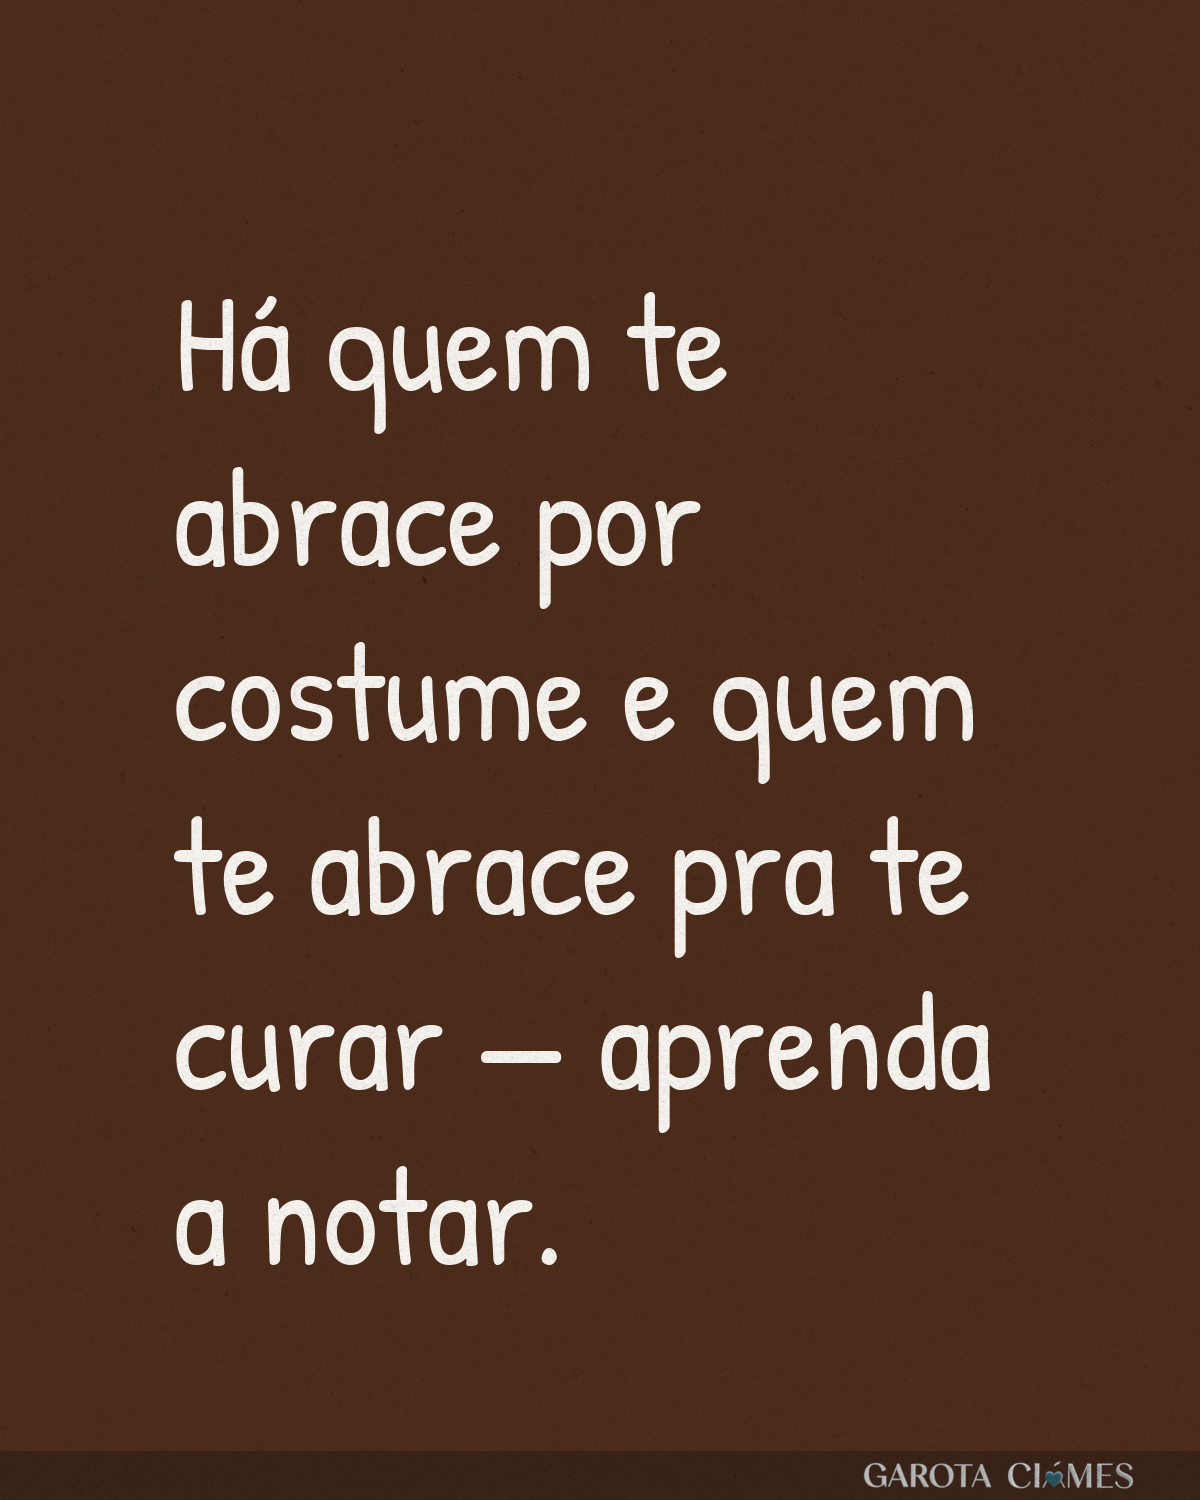 Há quem te
abrace por
costume e quem
te abrace pra te
curar — aprenda
a notar.
GAROTA CIÚMES